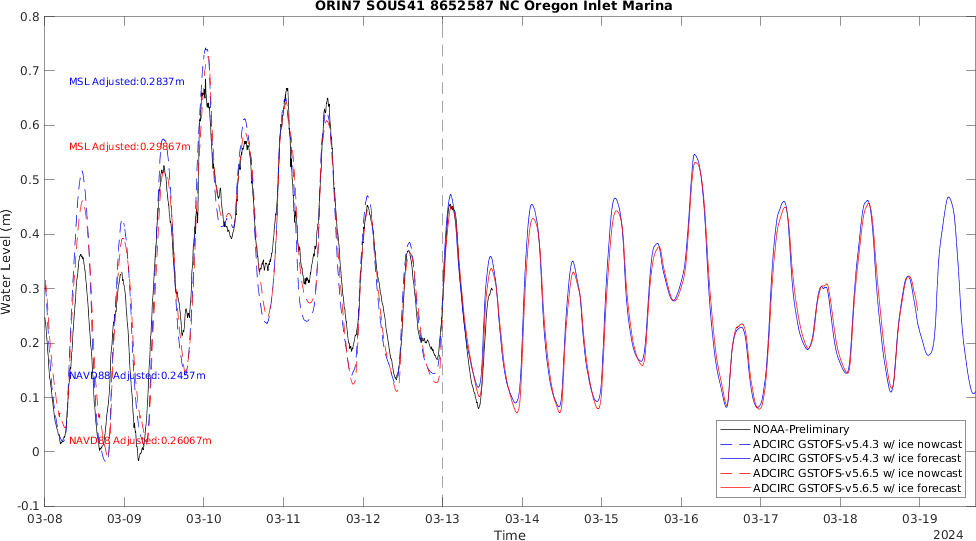 ORIN7 SOUS41 8652587 NC Oregon Inlet Marina
0.8
0.7
0.6
0.5
0.4
0.3
0.2
0.1
0
-0.1
Water Level (m)
MSL Adjusted:0.2837m
MSL Adjusted:0.29867m
NAVD88 Adjusted:0.2457m
NAVD88 Adjusted:0.26067m
NOAA-Preliminary
ADCIRC GSTOFS-v5.4.3 w/ ice nowcast
ADCIRC GSTOFS-v5.4.3 w/ ice forecast
ADCIRC GSTOFS-v5.6.5 w/ ice nowcast
ADCIRC GSTOFS-v5.6.5 w/ ice forecast
03-08 03-09 03-10 03-11 03-12 03-13 03-14 03-15 03-16 03-17 03-18 03-19
Time
2024